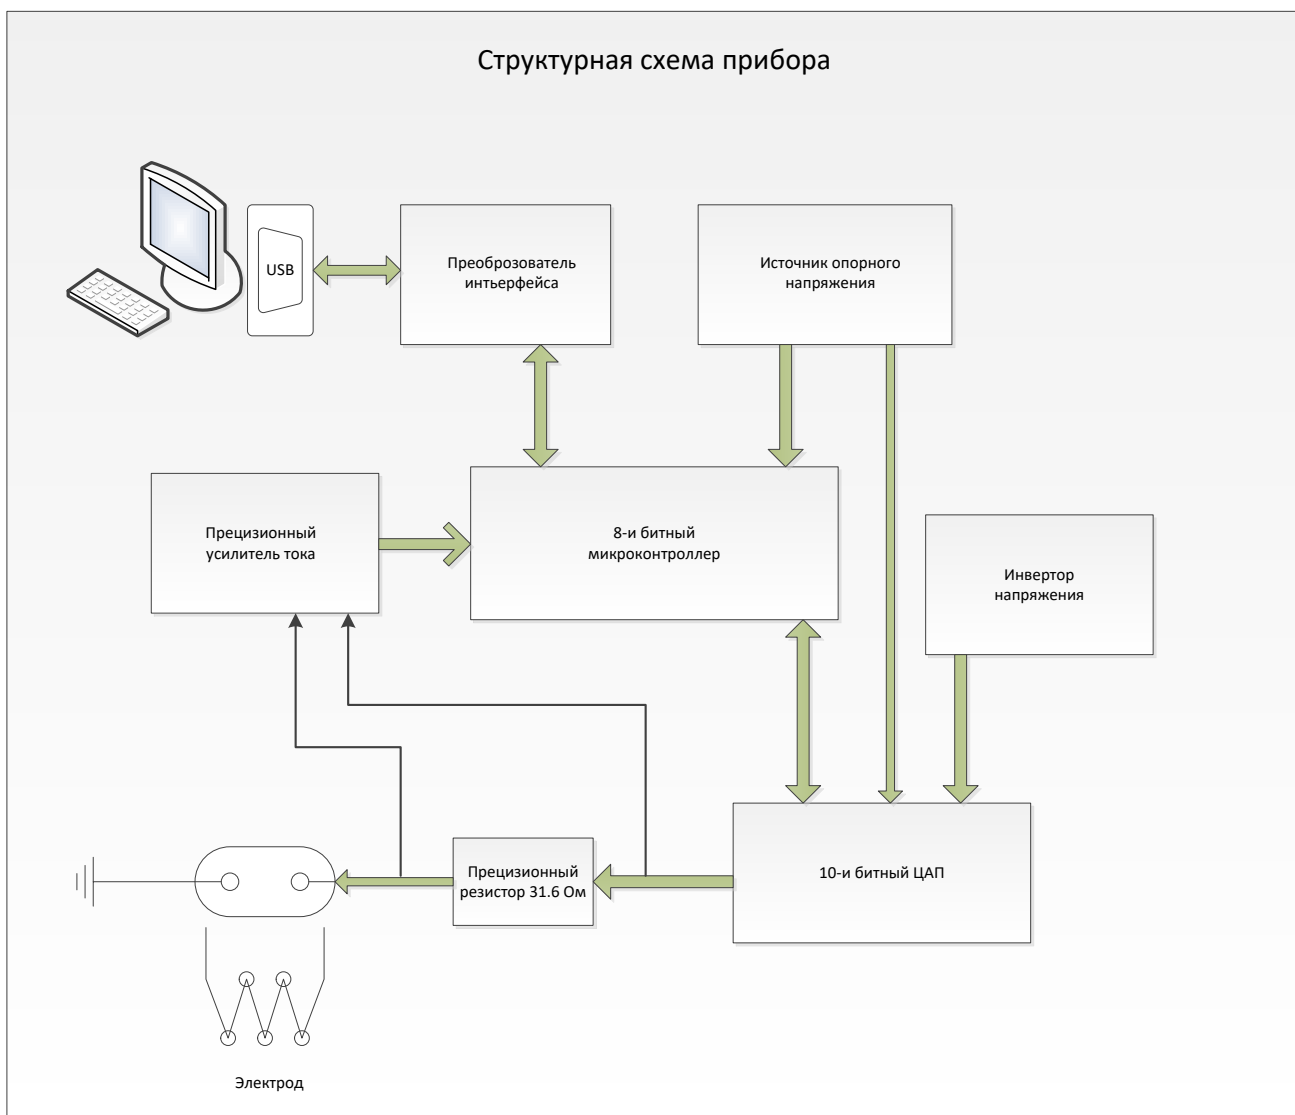 Структурная схема прибора
USB
Преоброзователь
интьерфейса
Источник опорного
напряжения
Прецизионный
усилитель тока
8-и битный
микроконтроллер
Инвертор
напряжения
Прецизионный
резистор 31.6 Ом
10-и битный ЦАП
Электрод